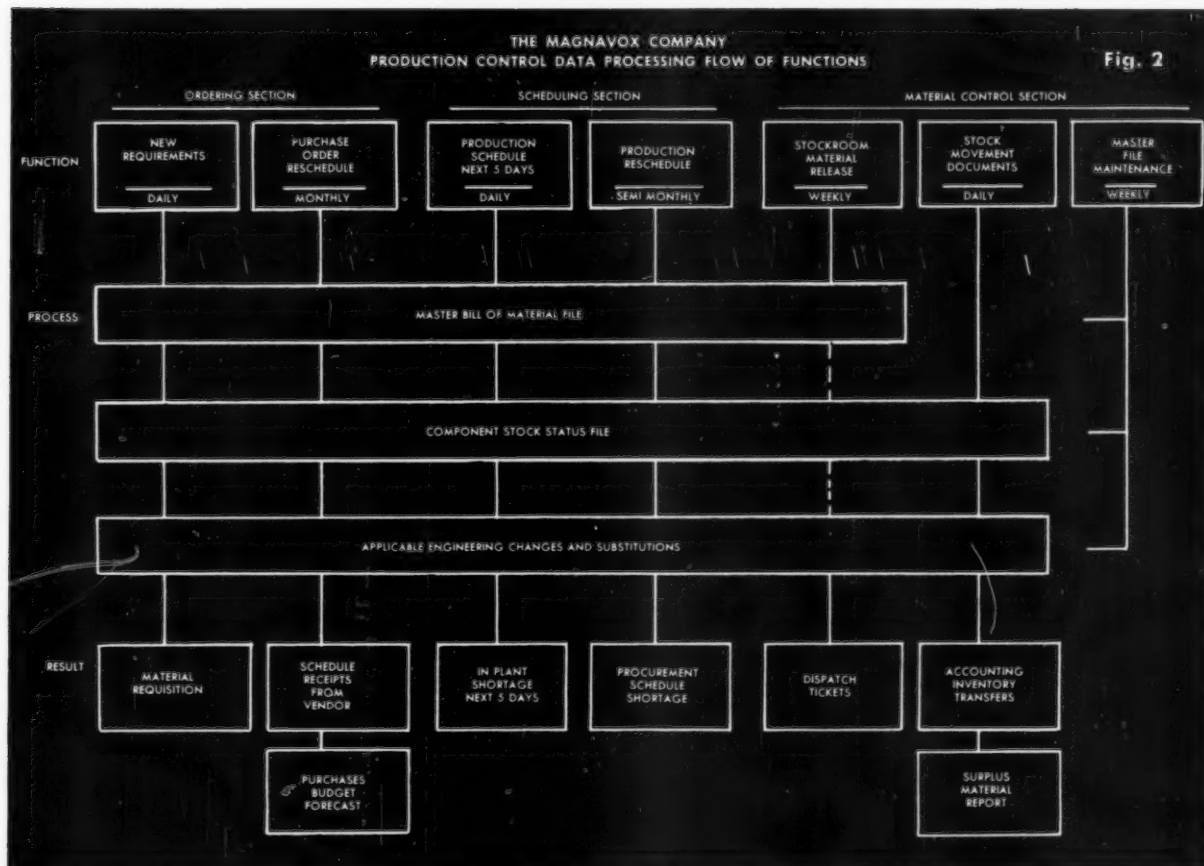 THE MAGNAVOX COMPANY
PRODUCTION CONTROL DATA PROCESSING FLOW OF FUNCTIONS
Fig. 2
ORDERING SECTION
SCHEDULING SECTION
MATERIAL CONTROL SECTION
FUNCTION
NEW
REQUIREMENTS
DAILY
PURCHASE
ORDER
RESCHEDULE
MONTHLY
PRODUCTION
SCHEDULE
NEXT 5 DAYS
DAILY
PRODUCTION
RESCHEDULE
SEMI MONTHLY
STOCKROOM
MATERIAL
RELEASE
WEEKLY
STOCK
MOVEMENT
DOCUMENTS
DAILY
MASTER
FILE
MAINTENANCE
WEEKLY
PROCESS
MASTER BILL OF MATERIAL FILE
COMPONENT STOCK STATUS FILE
APPLICABLE ENGINEERING CHANGES AND SUBSTITUTIONS
RESULT
MATERIAL
REQUISITION
SCHEDULE
RECEIPTS
FROM
VENDOR
IN PLANT
SHORTAGE
NEXT 5 DAYS
PROCUREMENT
SCHEDULE
SHORTAGE
DISPATCH
TICKETS
ACCOUNTING
INVENTORY
TRANSFERS
PURCHASES
BUDGET
FORECAST
SURPLUS
MATERIAL
REPORT